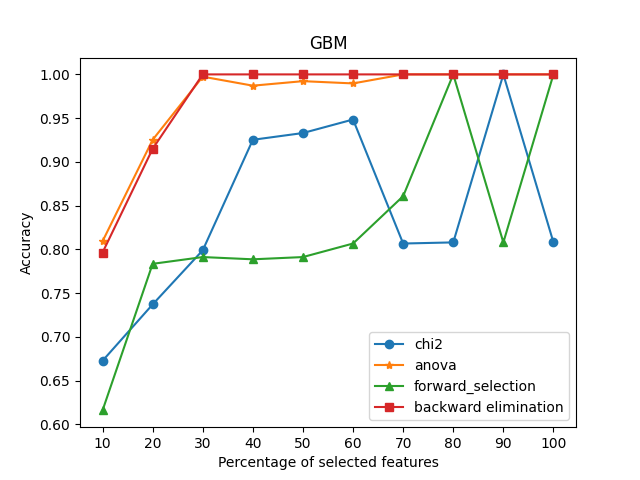 GBM
1.00
0.95
0.90
0.85
0.80
0.75
0.70
0.65
0.60
Accuracy
chi2
anova
forward_selection
backward elimination
10 20 30 40 50 60 70 80 90 100
Percentage of selected features